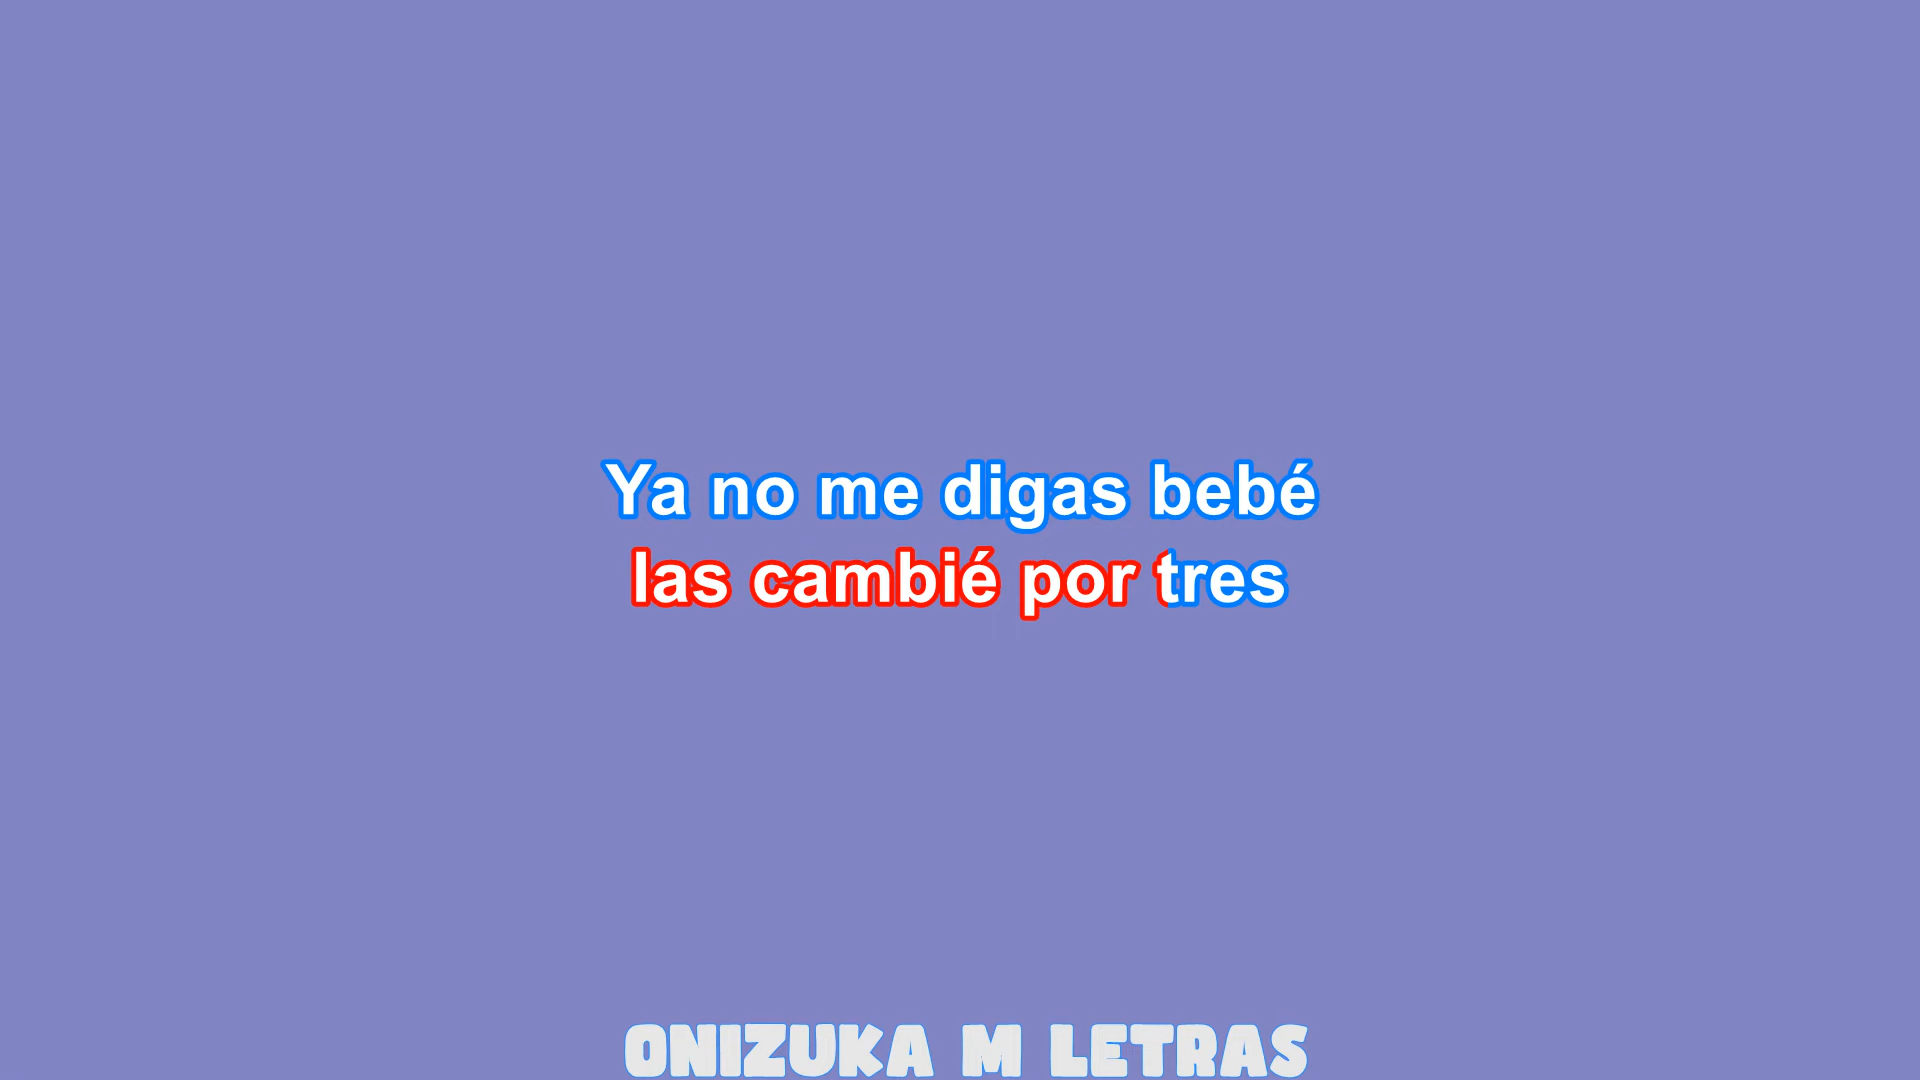 Ya no me digas bebé
las cambié por tres
ONIZUKA M LETRAS